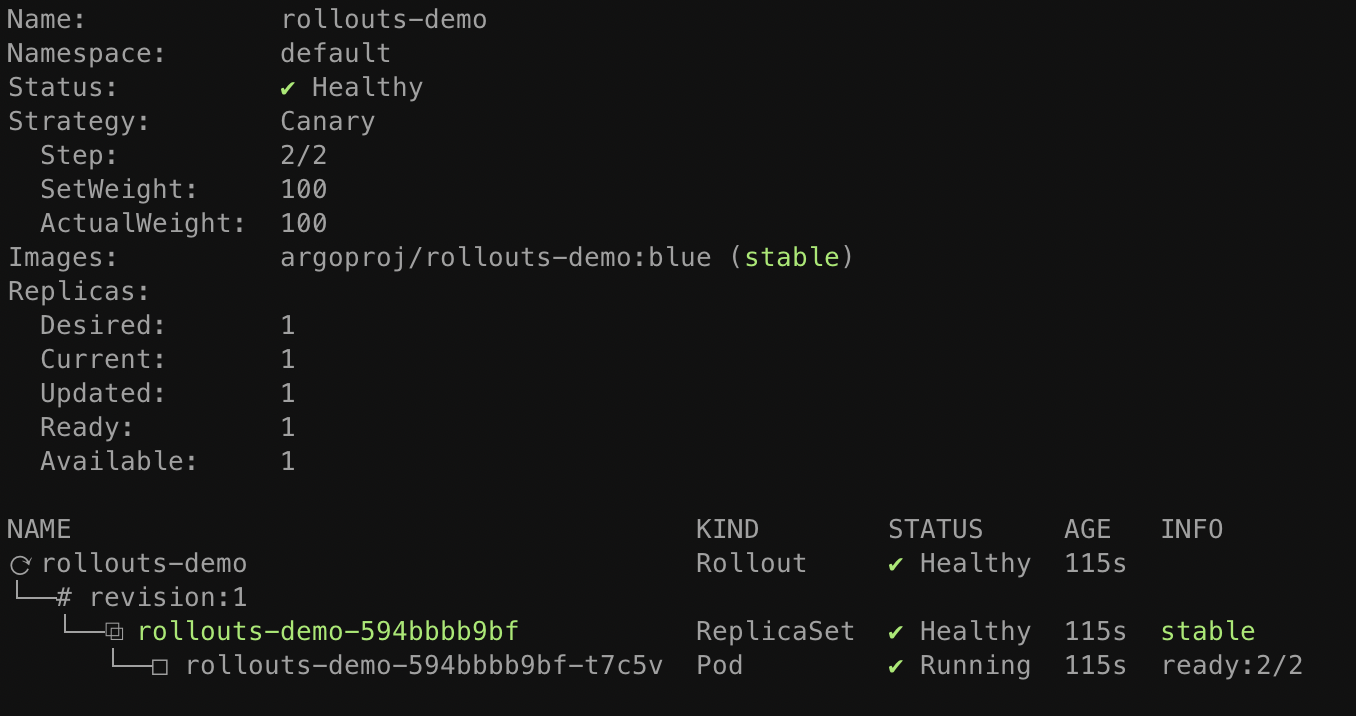 Name:            rollouts-demo
Namespace:       default
Status:          ✔ Healthy
Strategy:        Canary
  Step:          2/2
  SetWeight:     100
  ActualWeight:  100
Images:          argoproj/rollouts-demo:blue (stable)
Replicas:
  Desired:       1
  Current:       1
  Updated:       1
  Ready:         1
  Available:     1

NAME                                       KIND        STATUS     AGE   INFO
⟳ rollouts-demo                            Rollout     ✔ Healthy  115s
└──# revision:1
   └──⧉ rollouts-demo-594bbbb9bf           ReplicaSet  ✔ Healthy  115s  stable
      └──□ rollouts-demo-594bbbb9bf-t7c5v  Pod         ✔ Running  115s  ready:2/2